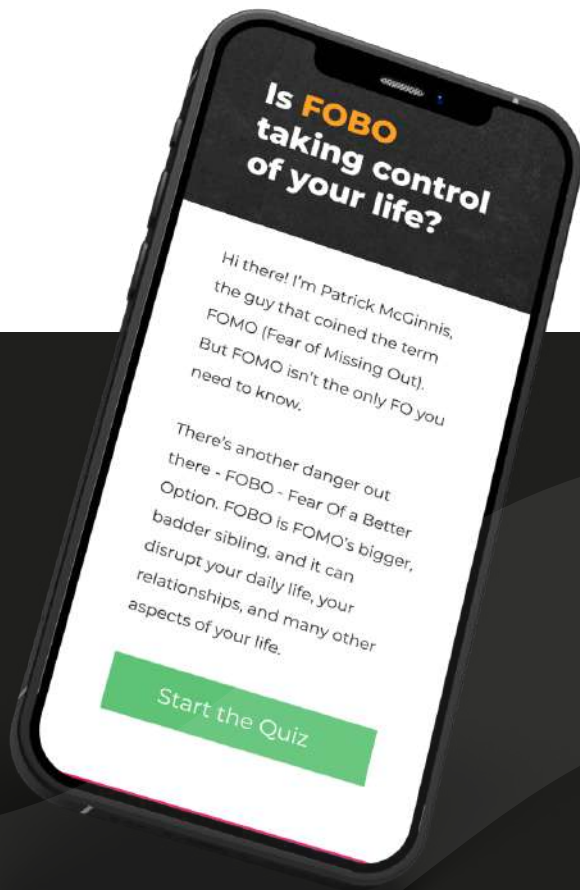 Is FOBO
taking control
of your life?
Hi there! I'm Patrick McGinnis,
the guy that coined the term
FOMO (Fear of Missing Out).
But FOMO isn't the only FO you
need to know.
There's another danger out
there - FOBO - Fear Of a Better
Option. FOBO is FOMO's bigger,
badder sibling, and it can
disrupt your daily life, your
relationships, and many other
aspects of your life.
Start the Quiz